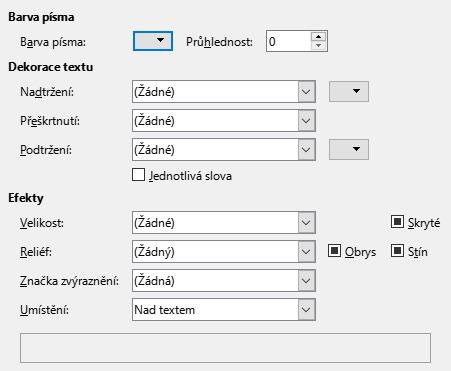 Barva písma
Barva písma: Průhlednost: 0
Dekorace textu
Nadtržení: (Žádné)
Přeškrtnutí: (Žádné)
Podtržení: (Žádné)
Jednotlivá slova
Efekty
Velikost: (Žádné) Skryté
Reliéf: (Žádný) Obrys Stín
Značka zvýraznění: (Žádná)
Umístění: Nad textem